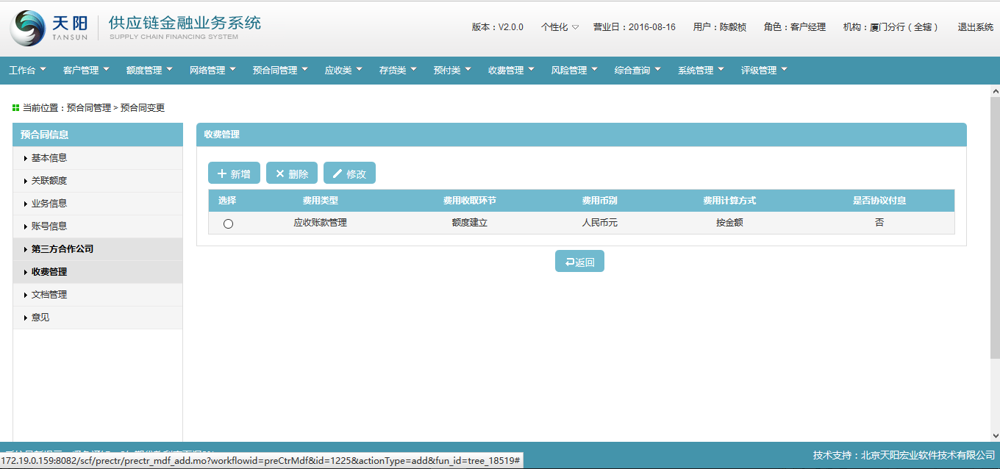 天阳
TANSUN
供应链金融业务系统
SUPPLY CHAIN FINANCING SYSTEM
版本：V2.0.0 个性化 营业日：2016-08-16 用户：陈毅桢 角色：客户经理 机构：厦门分行（全辖） 退出系统
工作台 客户管理 额度管理 网络管理 预合同管理 应收类 存货类 预付类 收费管理 风险管理 综合查询 系统管理 评级管理
当前位置：预合同管理 > 预合同变更
预合同信息
基本信息
关联额度
业务信息
账号信息
第三方合作公司
收费管理
文档管理
意见
收费管理
新增 删除 修改
选择 费用类型 费用收取环节 费用币别 费用计算方式 是否协议付息
应收账款管理 额度建立 人民币元 按金额 否
返回
技术支持：北京天阳宏业软件技术有限公司
172.19.0.159:8082/scf/prectr/prectr_mdf_add.mo?workflowid=preCtrMdf&id=1225&actionType=add&fun_id=tree_18519#